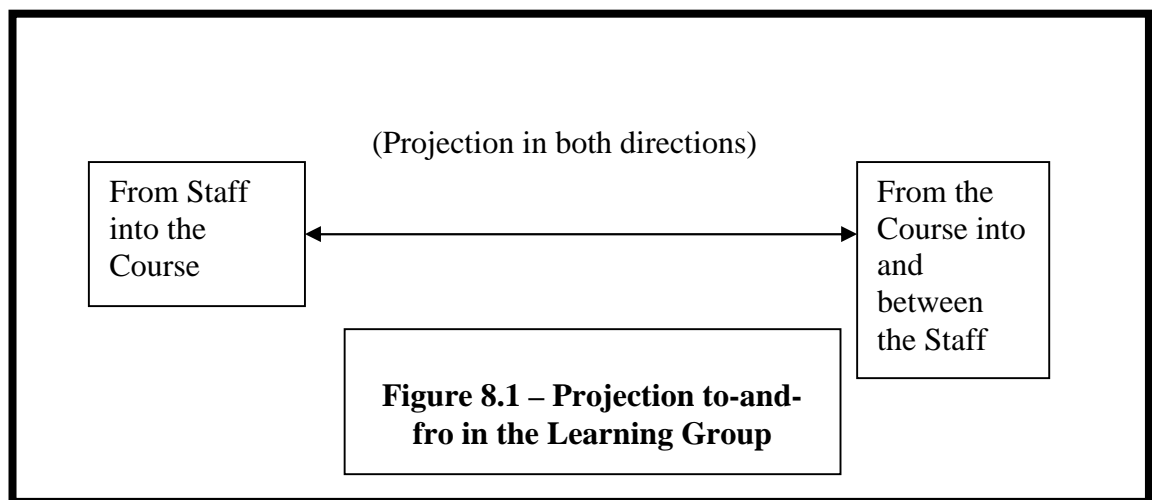 (Projection in both directions)
From Staff
into the
Course
From the
Course into
and
between
the Staff
Figure 8.1 – Projection to-and-
fro in the Learning Group